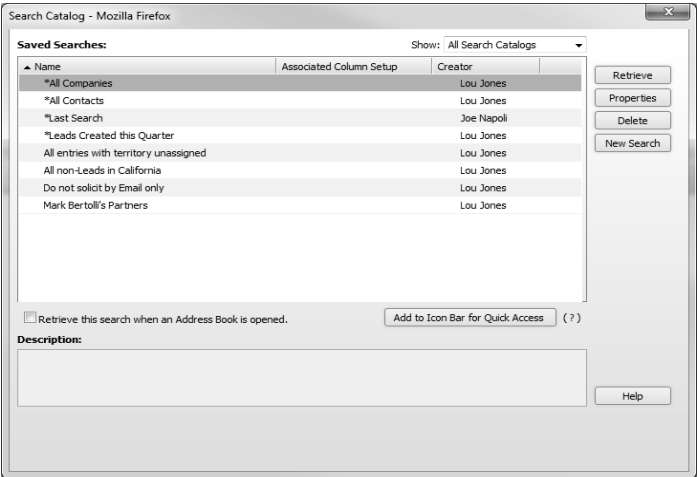 Search Catalog - Mozilla Firefox
Saved Searches: Show: All Search Catalogs
Name Associated Column Setup Creator
*All Companies Lou Jones
*All Contacts Lou Jones
*Last Search Joe Napoli
*Leads Created this Quarter Lou Jones
All entries with territory unassigned Lou Jones
All non-Leads in California Lou Jones
Do not solicit by Email only Lou Jones
Mark Bertolli's Partners Lou Jones
Retrieve
Properties
Delete
New Search
Retrieve this search when an Address Book is opened. Add to Icon Bar for Quick Access (?)
Description:
Help